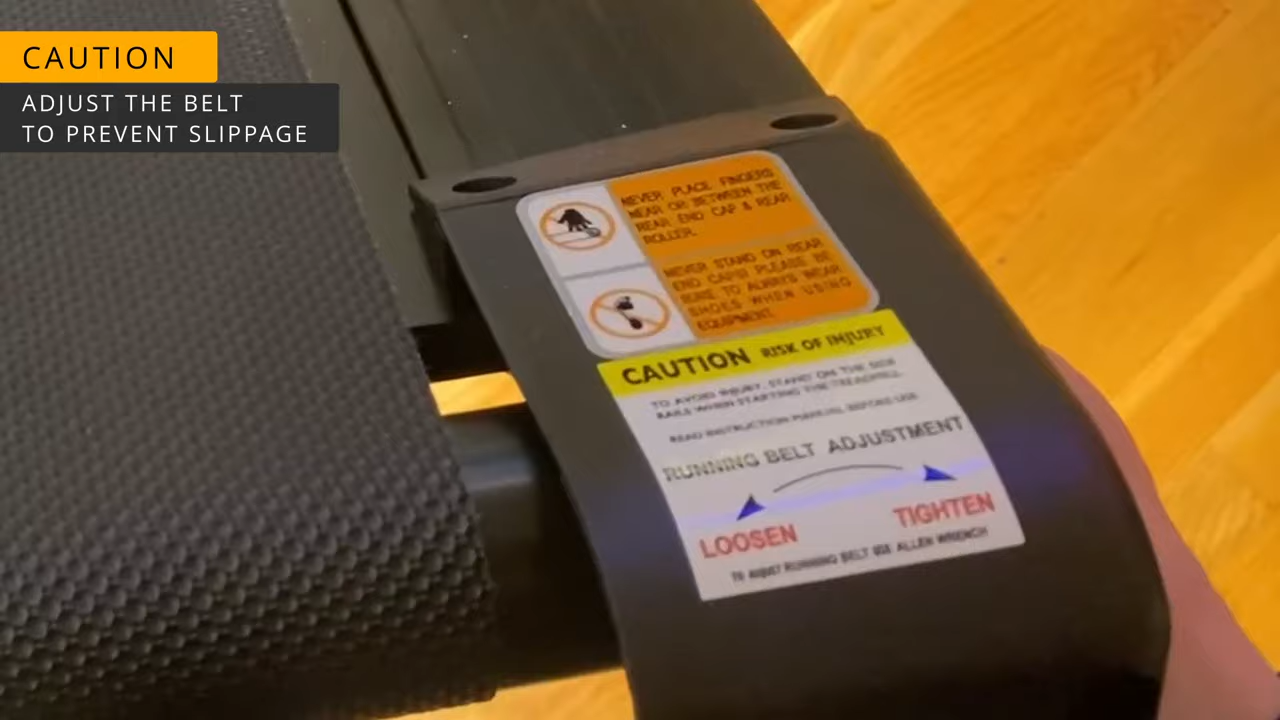 CAUTION
ADJUST THE BELT
TO PREVENT SLIPPAGE
NEVER PLACE FINGERS
NEAR OR BETWEEN THE
REAR END CAP & REAR
ROLLER.
NEVER STAND ON REAR
END CAP!!! PLEASE BE
SURE TO ALWAYS WEAR
SHOES WHEN USING
EQUIPMENT.
CAUTION RISK OF INJURY
TO AVOID INJURY, STAND ON THE SIDE
RAILS WHEN STARTING THE TREADMILL.
READ INSTRUCTION MANUAL BEFORE USE
RUNNING BELT ADJUSTMENT
LOOSEN TIGHTEN
TO ADJUST RUNNING BELT USE ALLEN WRENCH